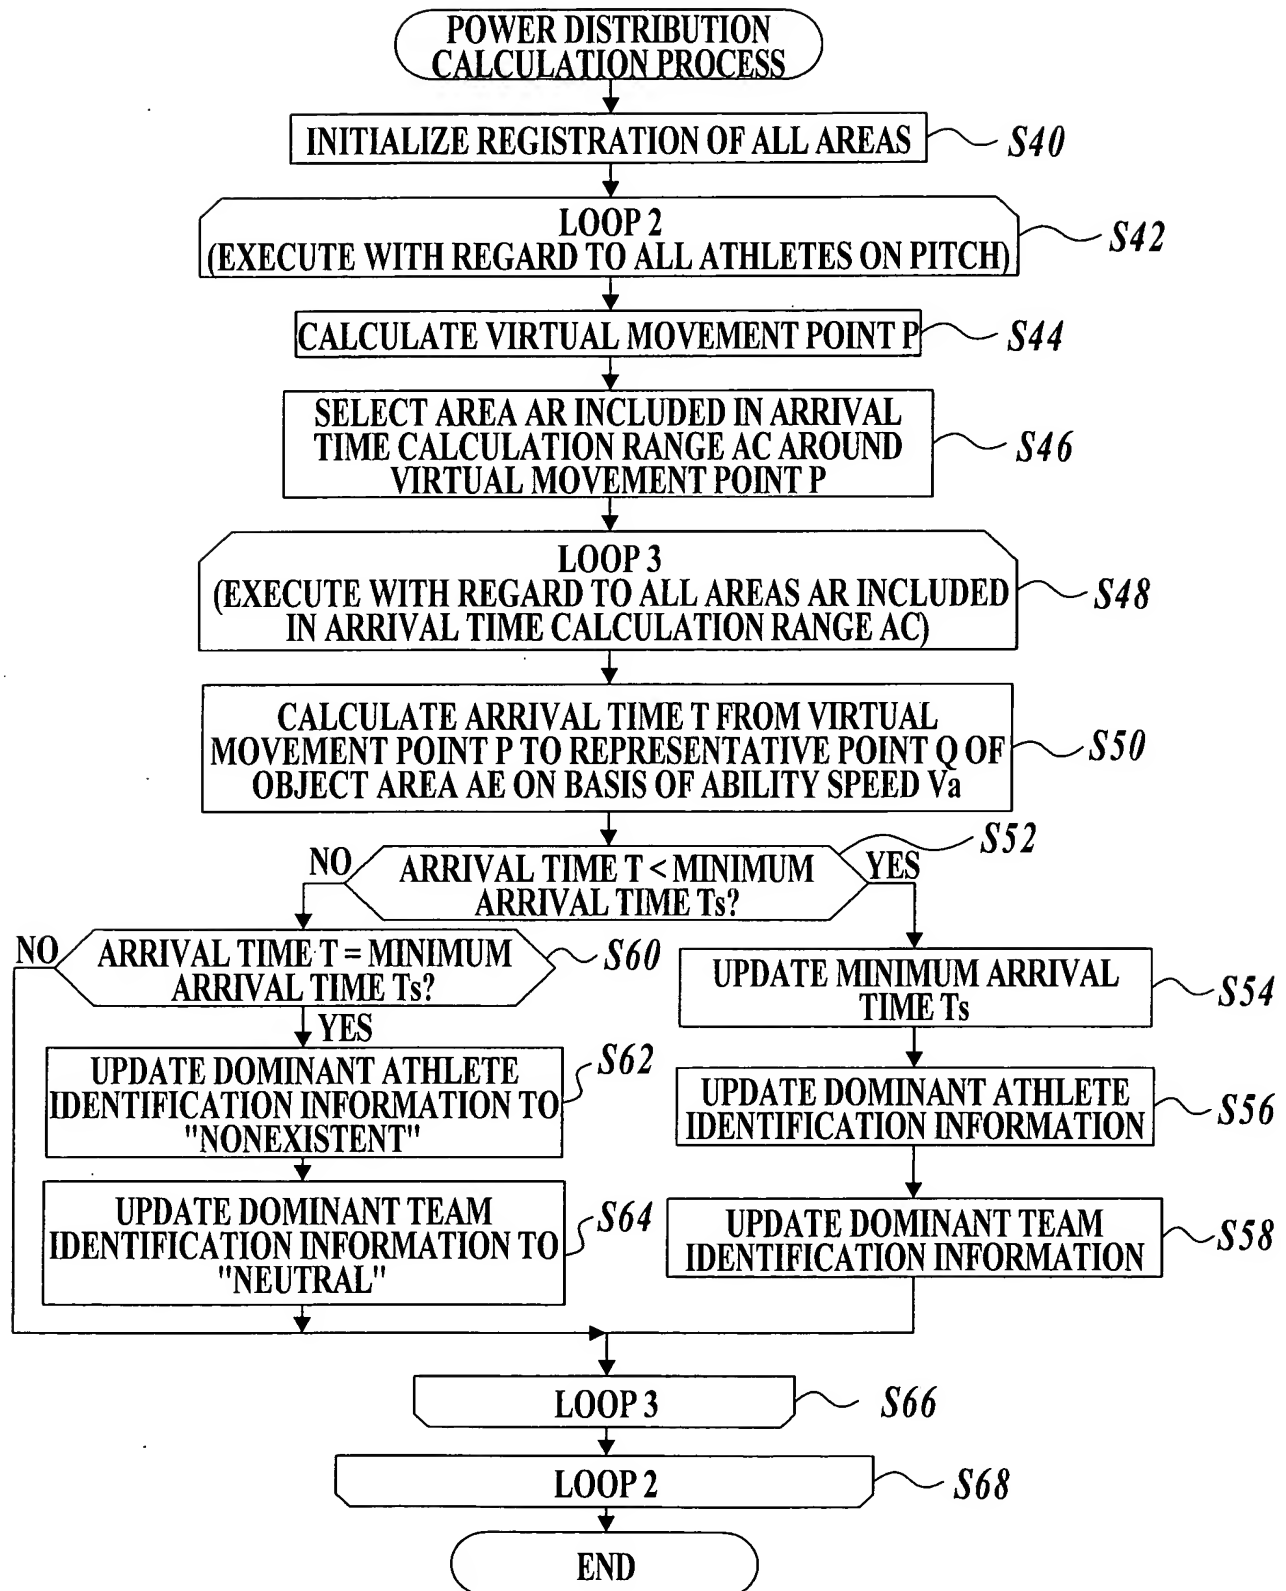 POWER DISTRIBUTION
CALCULATION PROCESS
INITIALIZE REGISTRATION OF ALL AREAS
S40
LOOP 2
(EXECUTE WITH REGARD TO ALL ATHLETES ON PITCH)
S42
CALCULATE VIRTUAL MOVEMENT POINT P
S44
SELECT AREA AR INCLUDED IN ARRIVAL
TIME CALCULATION RANGE AC AROUND
VIRTUAL MOVEMENT POINT P
S46
LOOP 3
(EXECUTE WITH REGARD TO ALL AREAS AR INCLUDED
IN ARRIVAL TIME CALCULATION RANGE AC)
S48
CALCULATE ARRIVAL TIME T FROM VIRTUAL
MOVEMENT POINT P TO REPRESENTATIVE POINT Q OF
OBJECT AREA AE ON BASIS OF ABILITY SPEED Va
S50
S52
NO
ARRIVAL TIME T < MINIMUM
ARRIVAL TIME Ts?
YES
NO
ARRIVAL TIME T = MINIMUM
ARRIVAL TIME Ts?
S60
YES
UPDATE MINIMUM ARRIVAL
TIME Ts
S54
UPDATE DOMINANT ATHLETE
IDENTIFICATION INFORMATION TO
"NONEXISTENT"
S62
UPDATE DOMINANT ATHLETE
IDENTIFICATION INFORMATION
S56
UPDATE DOMINANT TEAM
IDENTIFICATION INFORMATION TO
"NEUTRAL"
S64
UPDATE DOMINANT TEAM
IDENTIFICATION INFORMATION
S58
LOOP 3
S66
LOOP 2
S68
END